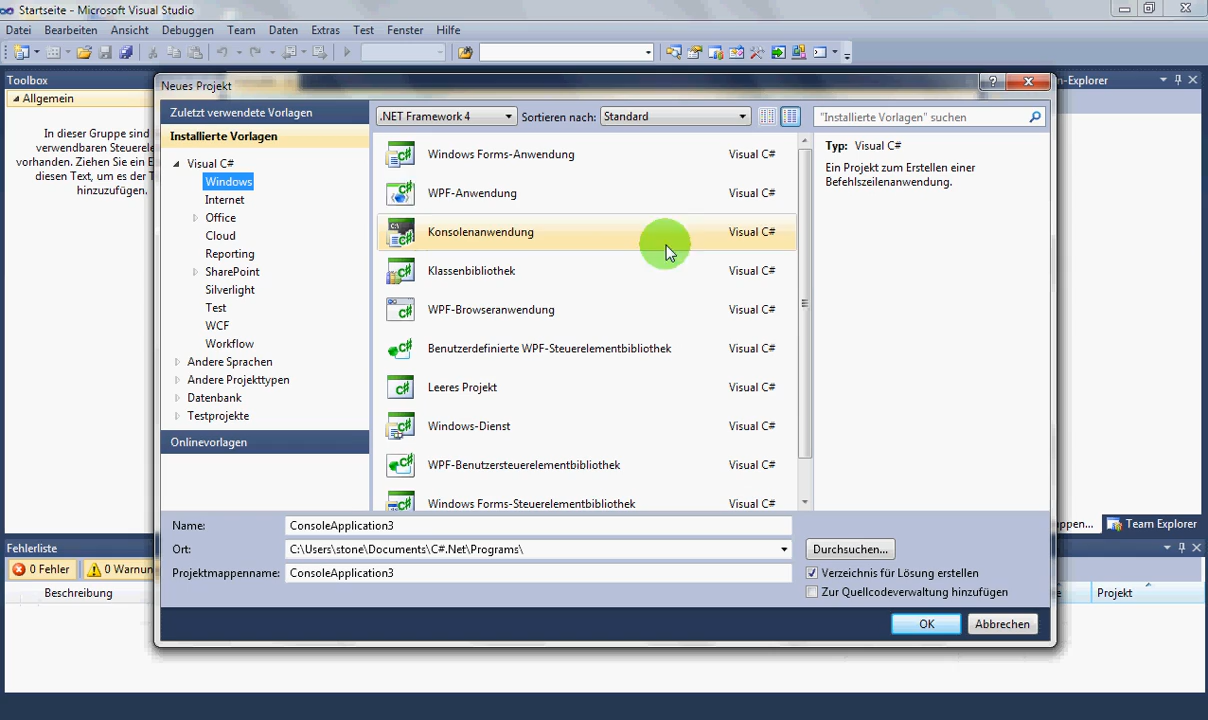 Startseite - Microsoft Visual Studio
Datei Bearbeiten Ansicht Debuggen Team Daten Extras Test Fenster Hilfe
Toolbox
Allgemein
In dieser Gruppe sind
verwendbaren Steuerele
vorhanden. Ziehen Sie ein E
diesen Text, um es der T
hinzuzufügen.
Neues Projekt
Zuletzt verwendete Vorlagen
Installierte Vorlagen
Visual C#
Windows
Internet
Office
Cloud
Reporting
SharePoint
Silverlight
Test
WCF
Workflow
Andere Sprachen
Andere Projekttypen
Datenbank
Testprojekte
Onlinevorlagen
.NET Framework 4 Sortieren nach: Standard
Windows Forms-Anwendung Visual C#
WPF-Anwendung Visual C#
Konsolenanwendung Visual C#
Klassenbibliothek Visual C#
WPF-Browseranwendung Visual C#
Benutzerdefinierte WPF-Steuerelementbibliothek Visual C#
Leeres Projekt Visual C#
Windows-Dienst Visual C#
WPF-Benutzersteuerelementbibliothek Visual C#
Windows Forms-Steuerelementbibliothek Visual C#
"Installierte Vorlagen" suchen
Typ: Visual C#
Ein Projekt zum Erstellen einer
Befehlszeilenanwendung.
Name: ConsoleApplication3
Ort: C:\Users\stone\Documents\C#.Net\Programs\ Durchsuchen...
Projektmappenname: ConsoleApplication3
Verzeichnis für Lösung erstellen
Zur Quellcodeverwaltung hinzufügen
OK Abbrechen
n-Explorer
ppen... Team Explorer
Fehlerliste
0 Fehler 0 Warnun
Beschreibung
e Projekt